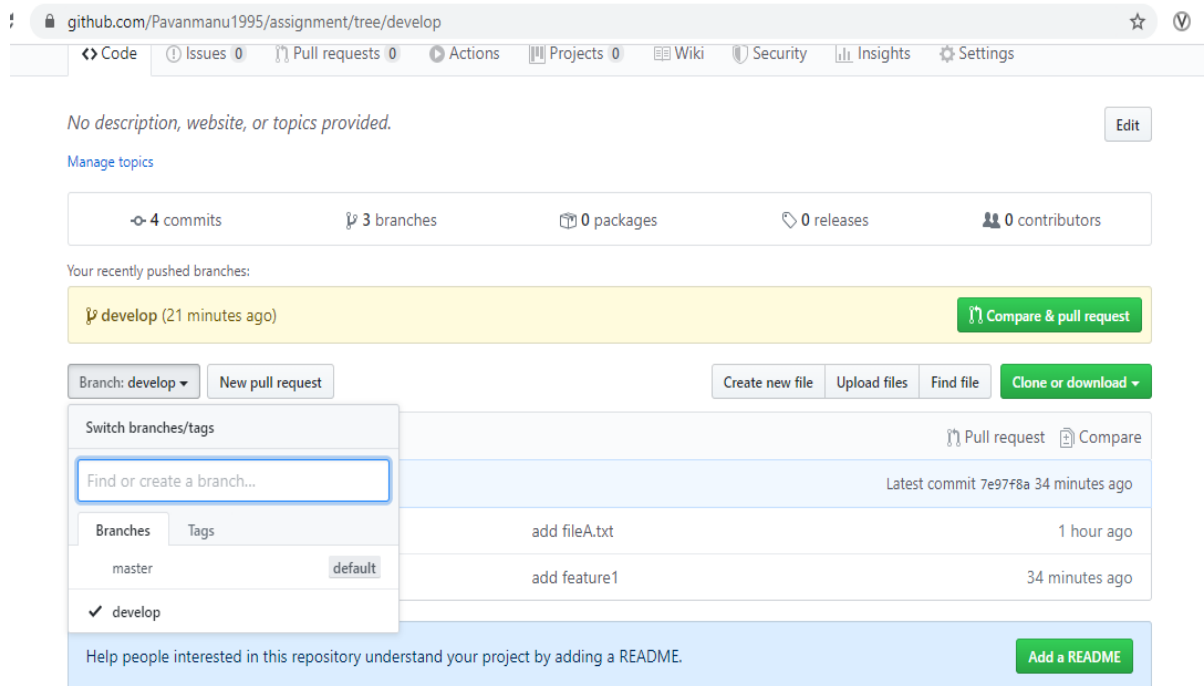 github.com/Pavanmanu1995/assignment/tree/develop
Code Issues 0 Pull requests 0 Actions Projects 0 Wiki Security Insights Settings
No description, website, or topics provided. Edit
Manage topics
4 commits 3 branches 0 packages 0 releases 0 contributors
Your recently pushed branches:
develop (21 minutes ago) Compare & pull request
Branch: develop New pull request Create new file Upload files Find file Clone or download
Switch branches/tags
Pull request Compare
Find or create a branch...
Latest commit 7e97f8a 34 minutes ago
Branches Tags
add fileA.txt 1 hour ago
master default
add feature1 34 minutes ago
develop
Help people interested in this repository understand your project by adding a README. Add a README